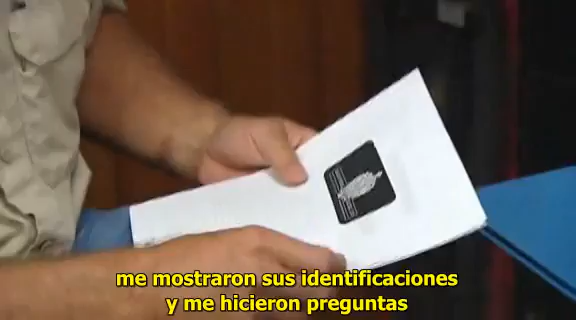 me mostraron sus identificaciones
y me hicieron preguntas